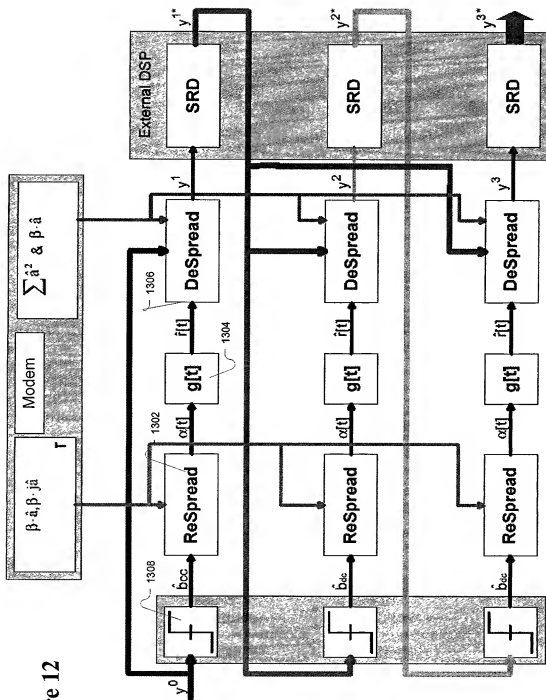 β·â,β·jâ
τ
Modem
∑ â² & β·â
External DSP
y⁰
1308
b̂cc
1302
ReSpread
α[t]
g[t]
1304
r̂[t]
1306
DeSpread
y¹
SRD
y¹*
b̂dc
ReSpread
α[t]
g[t]
r̂[t]
DeSpread
y²
SRD
y²*
b̂dc
ReSpread
α[t]
g[t]
r̂[t]
DeSpread
y³
SRD
y³*
e 12